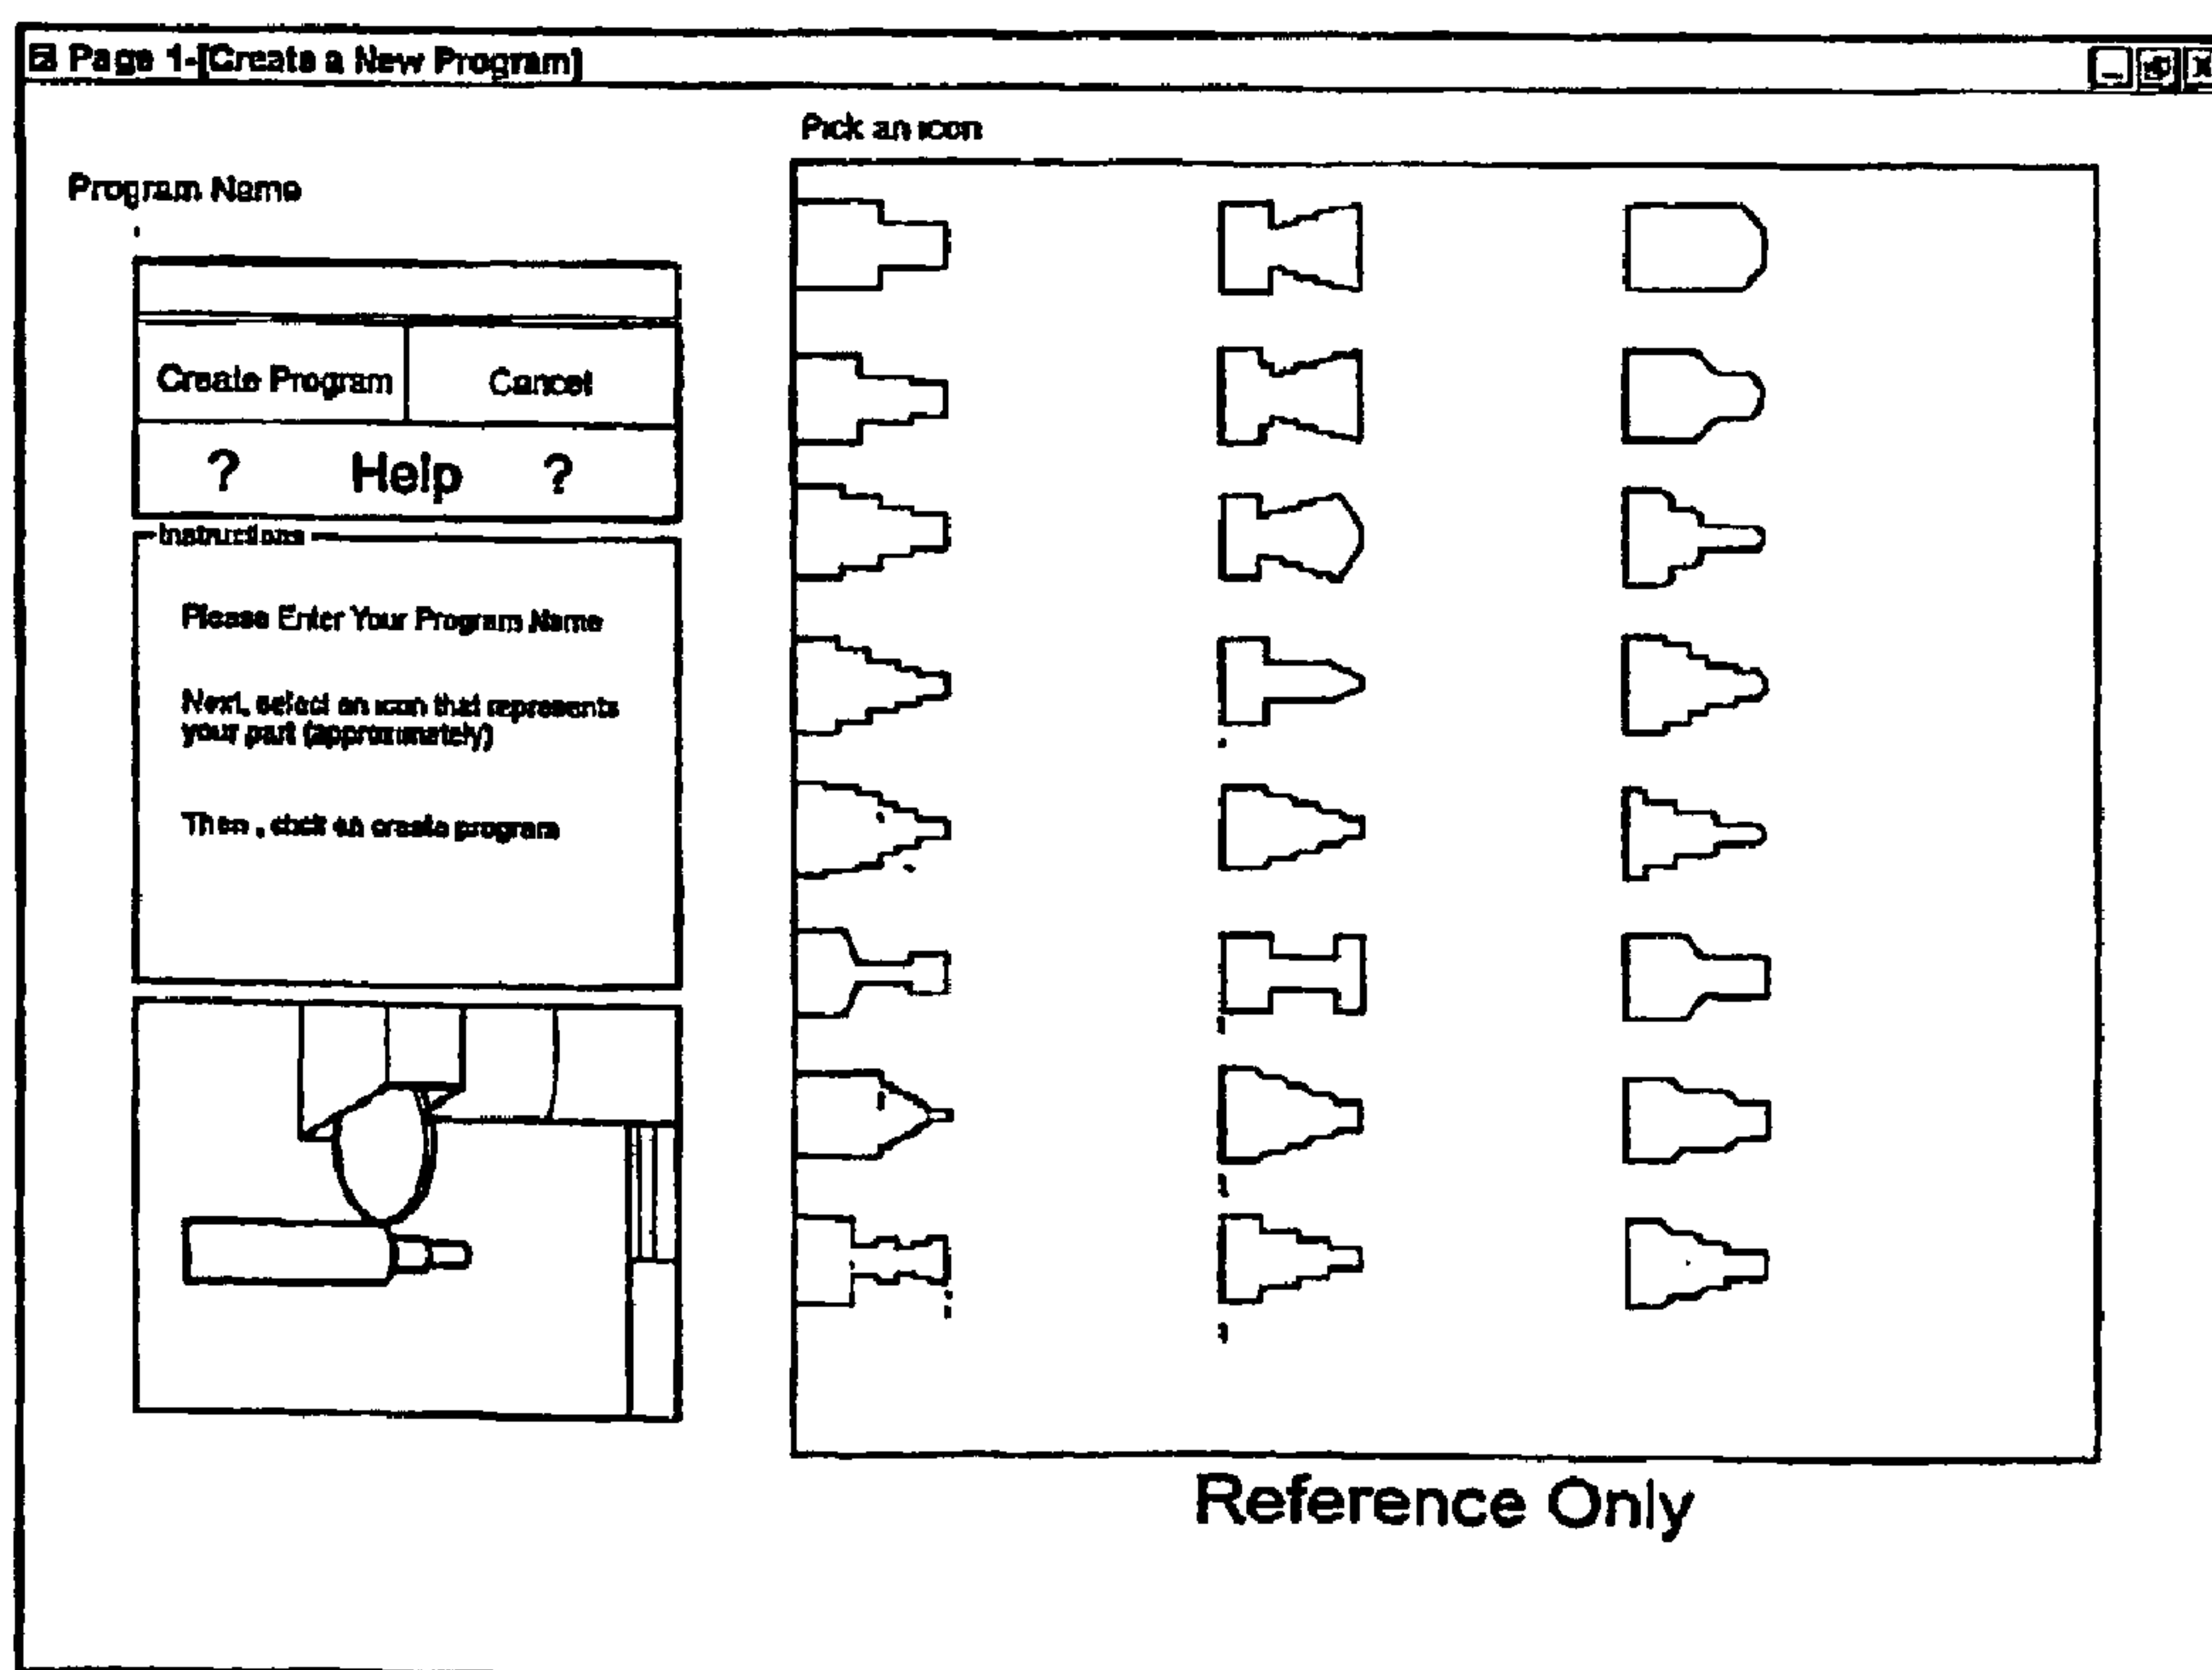 Page 1-[Create a New Program]
Pick an icon
Program Name
Create Program Cancel
? Help ?
Instructions
Please Enter Your Program Name
Next, select an icon that represents
your part (approximately)
Then , click on create program
Reference Only